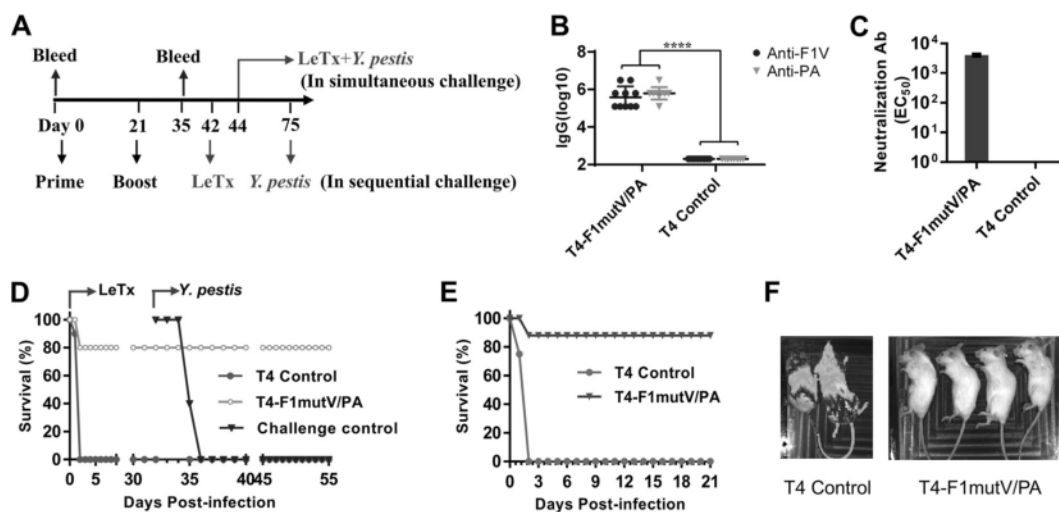 A
Bleed
Bleed
LeTx+Y. pestis
(In simultaneous challenge)
Day 0
21
35
42
44
75
Prime
Boost
LeTx
Y. pestis
(In sequential challenge)
B
****
Anti-F1V
Anti-PA
IgG(log10)
10
8
6
4
2
T4-F1mutV/PA
T4 Control
C
Neutralization Ab
(EC50)
10^4
10^3
10^2
10^1
10^0
T4-F1mutV/PA
T4 Control
D
LeTx
Y. pestis
Survival (%)
100
80
60
40
20
0
T4 Control
T4-F1mutV/PA
Challenge control
0 5 30 35 40 45 55
Days Post-infection
E
Survival (%)
100
80
60
40
20
0
T4 Control
T4-F1mutV/PA
0 3 6 9 12 15 18 21
Days Post-infection
F
T4 Control
T4-F1mutV/PA